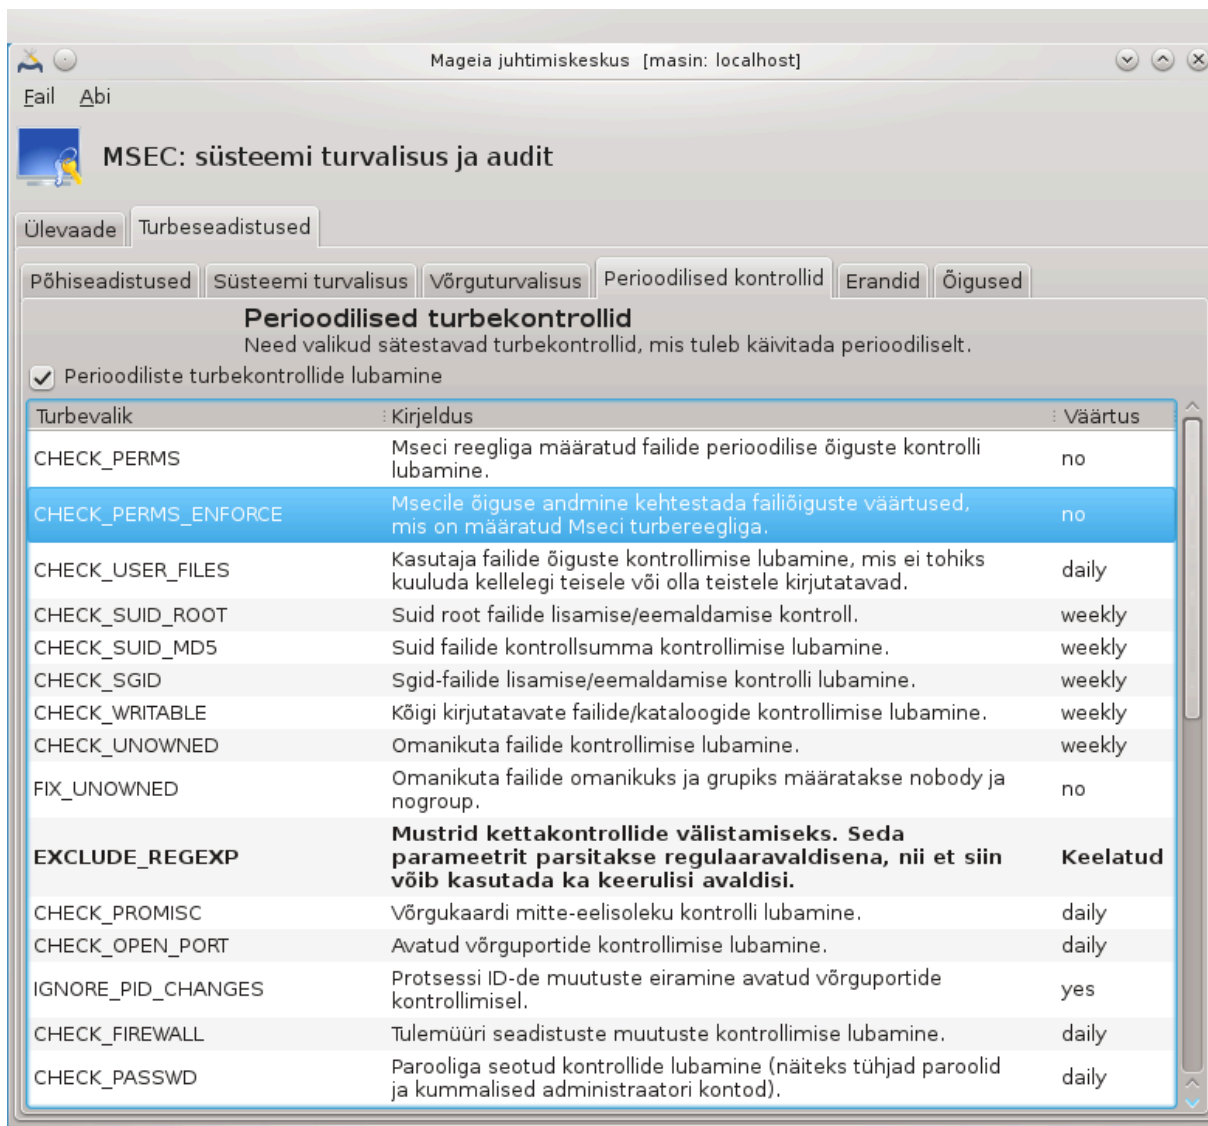 Mageia juhtimiskeskus [masin: localhost]
Fail Abi
MSEC: süsteemi turvalisus ja audit
Ülevaade Turbeseadistused
Põhiseadistused Süsteemi turvalisus Võrguturvalisus Perioodilised kontrollid Erandid Õigused
Perioodilised turbekontrollid
Need valikud sätestavad turbekontrollid, mis tuleb käivitada perioodiliselt.
Perioodiliste turbekontrollide lubamine
Turbevalik Kirjeldus Väärtus
CHECK_PERMS Mseci reegliga määratud failide perioodilise õiguste kontrolli no
lubamine.
CHECK_PERMS_ENFORCE Msecile õiguse andmine kehtestada failiõiguste väärtused, no
mis on määratud Mseci turbereegliga.
CHECK_USER_FILES Kasutaja failide õiguste kontrollimise lubamine, mis ei tohiks daily
kuuluda kellelegi teisele või olla teistele kirjutatavad.
CHECK_SUID_ROOT Suid root failide lisamise/eemaldamise kontroll. weekly
CHECK_SUID_MD5 Suid failide kontrollsumma kontrollimise lubamine. weekly
CHECK_SGID Sgid-failide lisamise/eemaldamise kontrolli lubamine. weekly
CHECK_WRITABLE Kõigi kirjutatavate failide/kataloogide kontrollimise lubamine. weekly
CHECK_UNOWNED Omanikuta failide kontrollimise lubamine. weekly
FIX_UNOWNED Omanikuta failide omanikuks ja grupiks määratakse nobody ja no
nogroup.
EXCLUDE_REGEXP Mustrid kettakontrollide välistamiseks. Seda Keelatud
parameetrit parsitakse regulaaravaldisena, nii et siin
võib kasutada ka keerulisi avaldisi.
CHECK_PROMISC Võrgukaardi mitte-eelisoleku kontrolli lubamine. daily
CHECK_OPEN_PORT Avatud võrguportide kontrollimise lubamine. daily
IGNORE_PID_CHANGES Protsessi ID-de muutuste eiramine avatud võrguportide yes
kontrollimisel.
CHECK_FIREWALL Tulemüüri seadistuste muutuste kontrollimise lubamine. daily
CHECK_PASSWD Parooliga seotud kontrollide lubamine (näiteks tühjad paroolid daily
ja kummalised administraatori kontod).